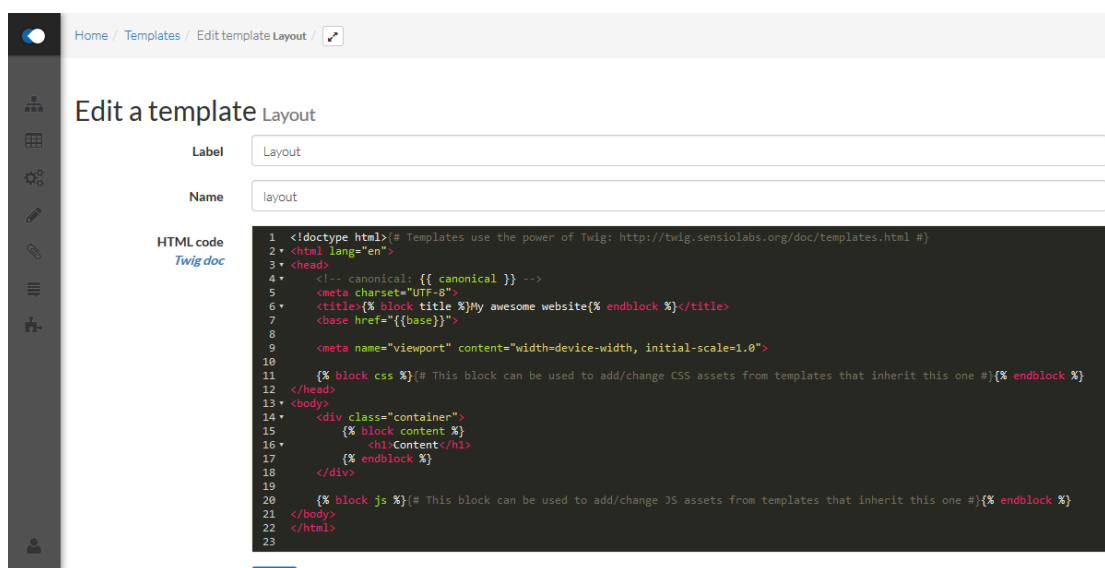 Home / Templates / Edit template Layout /
Edit a template Layout
Label Layout
Name layout
HTML code
Twig doc
1 <!doctype html>{# Templates use the power of Twig: http://twig.sensiolabs.org/doc/templates.html #}
2 <html lang="en">
3 <head>
4     <!-- canonical: {{ canonical }} -->
5     <meta charset="UTF-8">
6     <title>{% block title %}My awesome website{% endblock %}</title>
7     <base href="{{base}}">
8
9     <meta name="viewport" content="width=device-width, initial-scale=1.0">
10
11     {% block css %}{# This block can be used to add/change CSS assets from templates that inherit this one #}{% endblock %}
12 </head>
13 <body>
14     <div class="container">
15         {% block content %}
16             <h1>Content</h1>
17         {% endblock %}
18     </div>
19
20     {% block js %}{# This block can be used to add/change JS assets from templates that inherit this one #}{% endblock %}
21 </body>
22 </html>
23